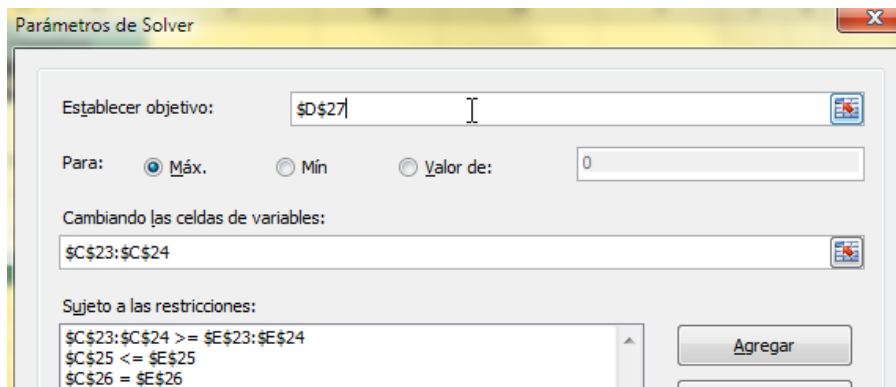 Parámetros de Solver
x
Establecer objetivo: $D$27
Para: Máx. Mín Valor de: 0
Cambiando las celdas de variables:
$C$23:$C$24
Sujeto a las restricciones:
$C$23:$C$24 >= $E$23:$E$24
$C$25 <= $E$25
$C$26 = $E$26
Agregar